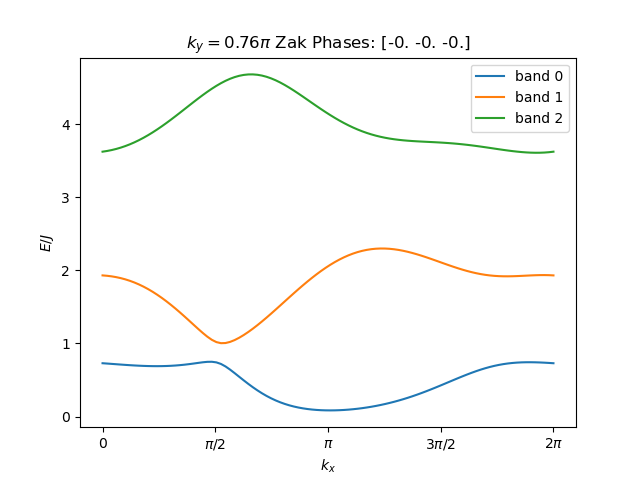 k_y = 0.76π Zak Phases: [-0. -0. -0.]
band 0
band 1
band 2
E/J
4
3
2
1
0
0 π/2 π 3π/2 2π
k_x